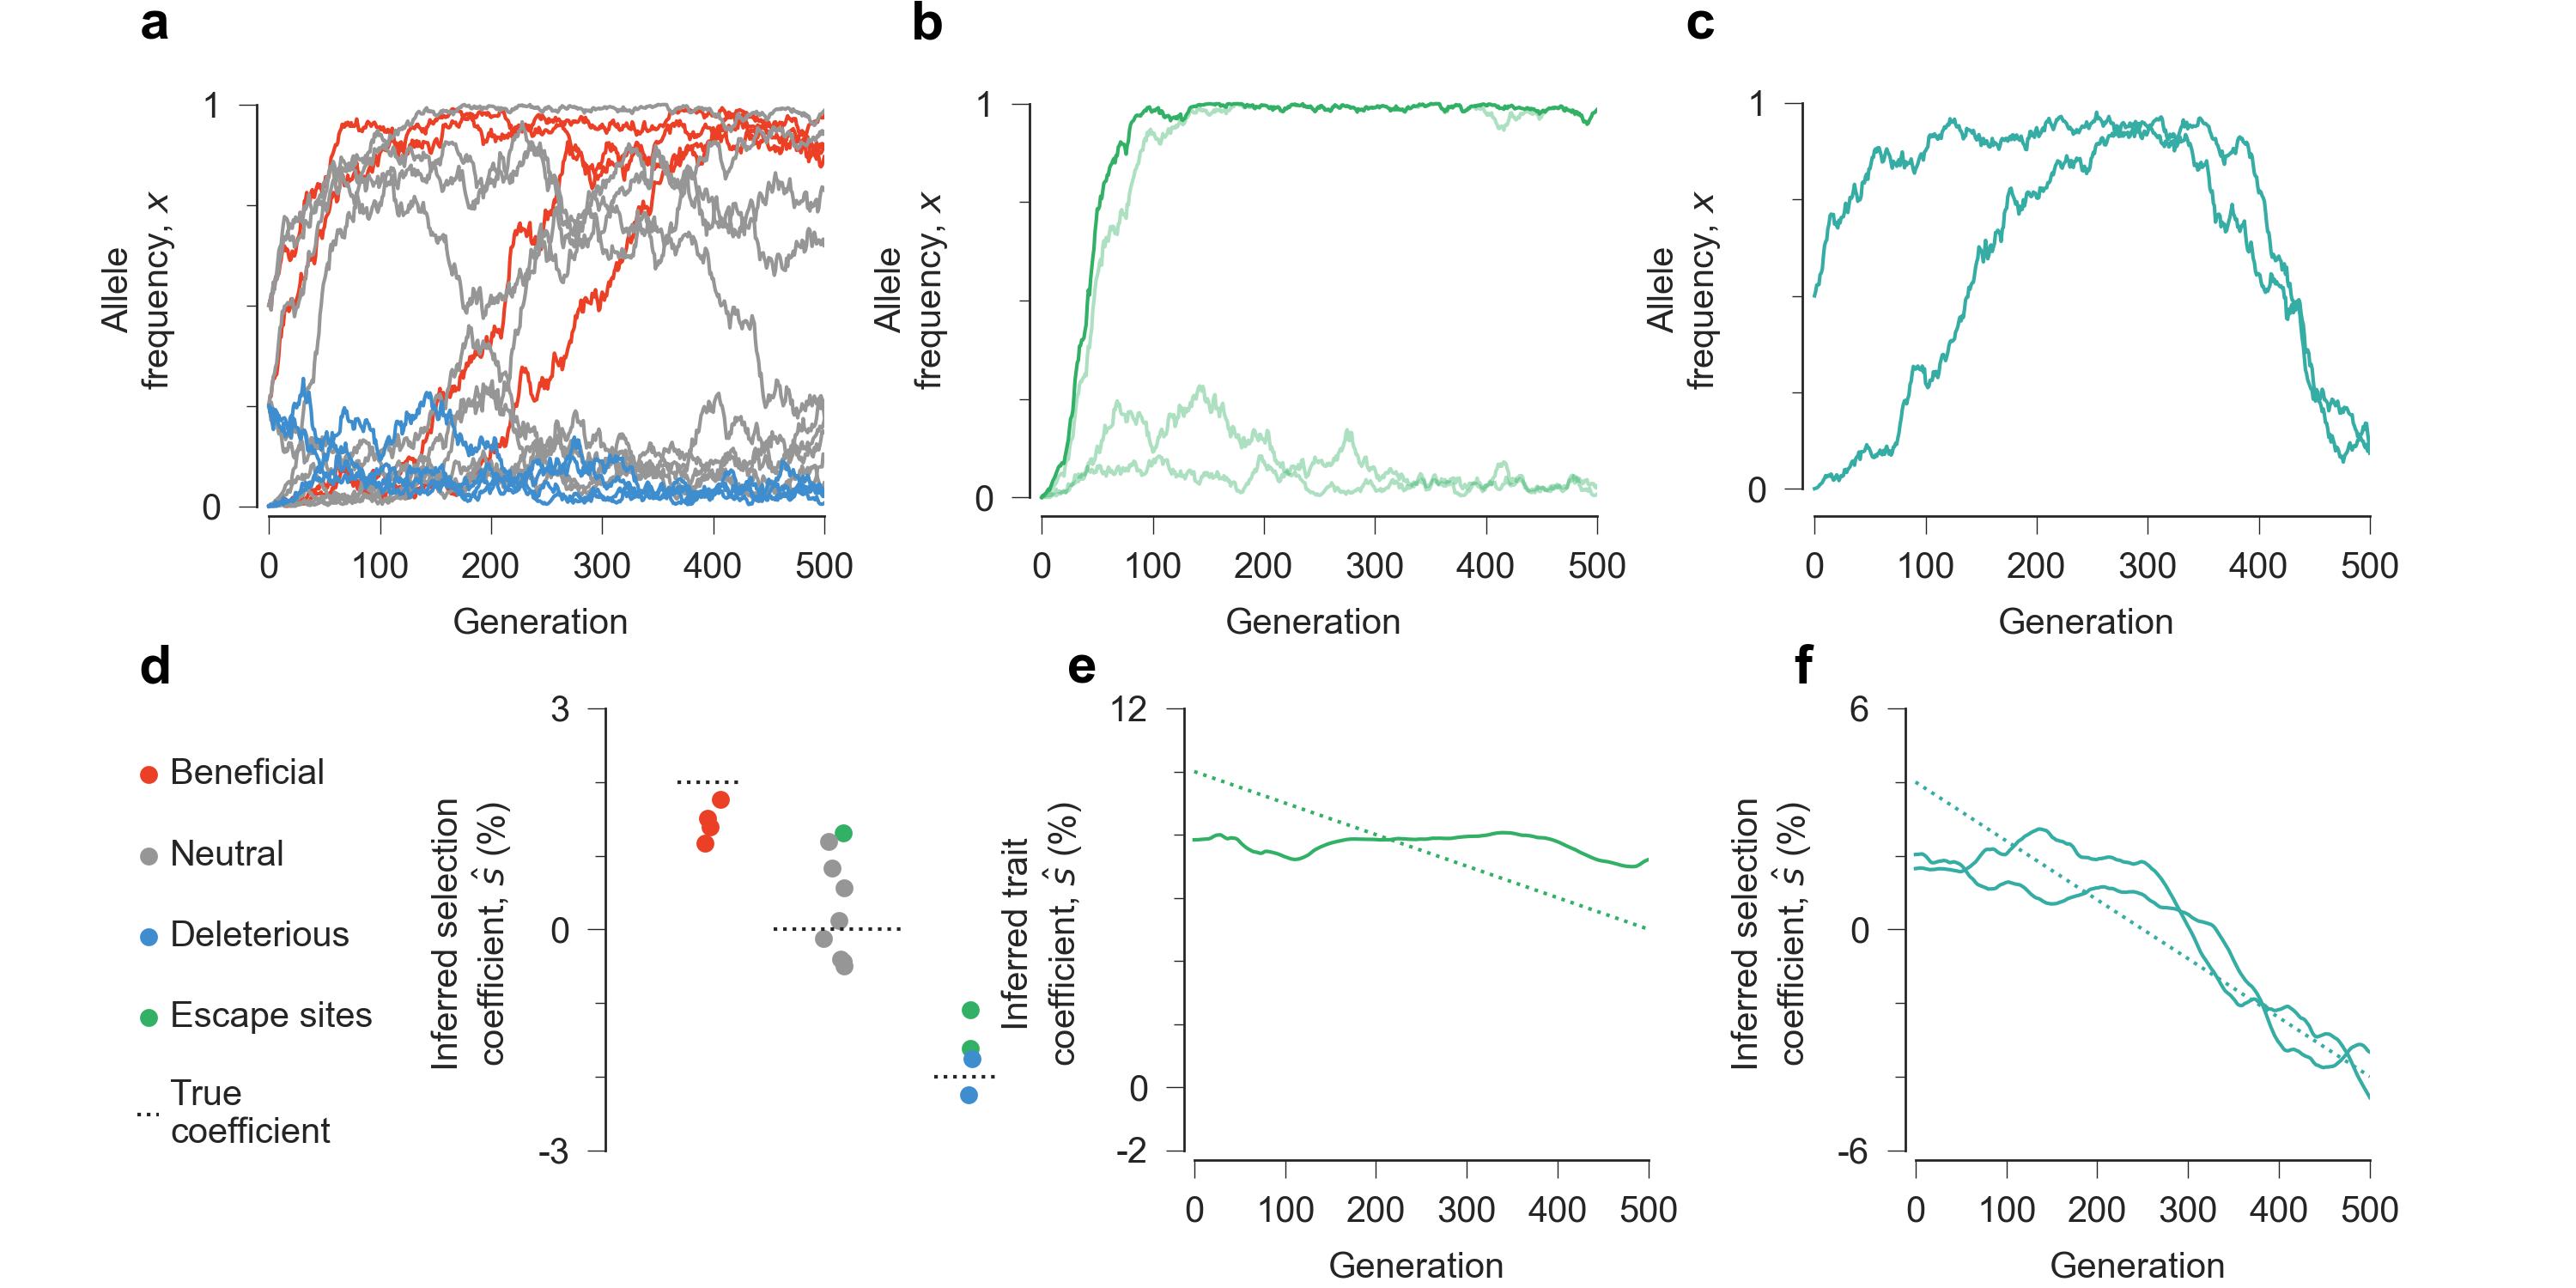 a
b
c
1
0
Allele
frequency, x
0 100 200 300 400 500
Generation
1
0
Allele
frequency, x
0 100 200 300 400 500
Generation
1
0
Allele
frequency, x
0 100 200 300 400 500
Generation
d
e
f
Beneficial
Neutral
Deleterious
Escape sites
True
coefficient
3
0
-3
Inferred selection
coefficient, ŝ (%)
12
0
-2
Inferred trait
coefficient, ŝ (%)
0 100 200 300 400 500
Generation
6
0
-6
Inferred selection
coefficient, ŝ (%)
0 100 200 300 400 500
Generation